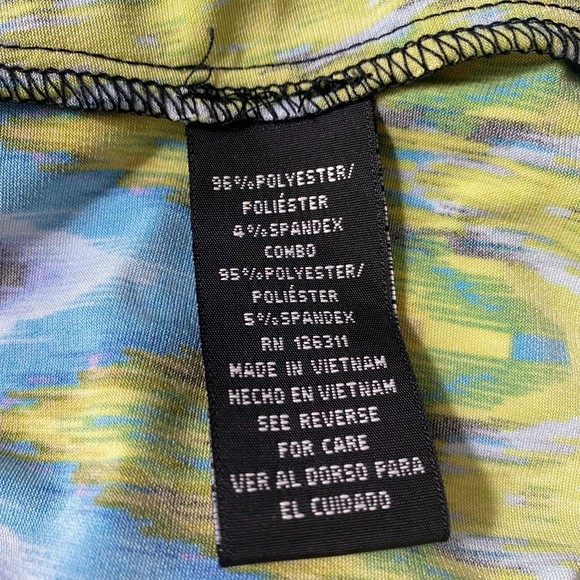 96%POLYESTER/
POLIÉSTER
4%SPANDEX
COMBO
95%POLYESTER/
POLIÉSTER
5%SPANDEX
RN 126311
MADE IN VIETNAM
HECHO EN VIETNAM
SEE REVERSE
FOR CARE
VER AL DORSO PARA
EL CUIDADO